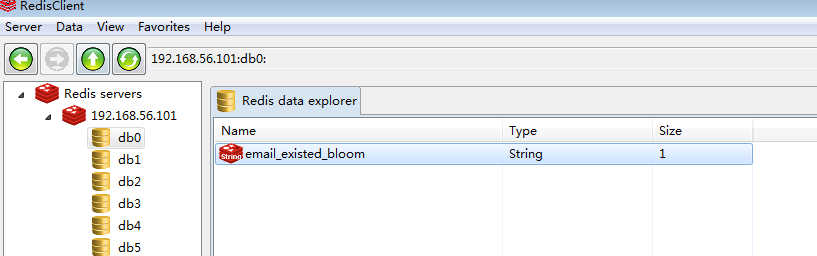 RedisClient
Server Data View Favorites Help
192.168.56.101:db0:
Redis servers
192.168.56.101
db0
db1
db2
db3
db4
db5
Redis data explorer
Name Type Size
String email_existed_bloom String 1